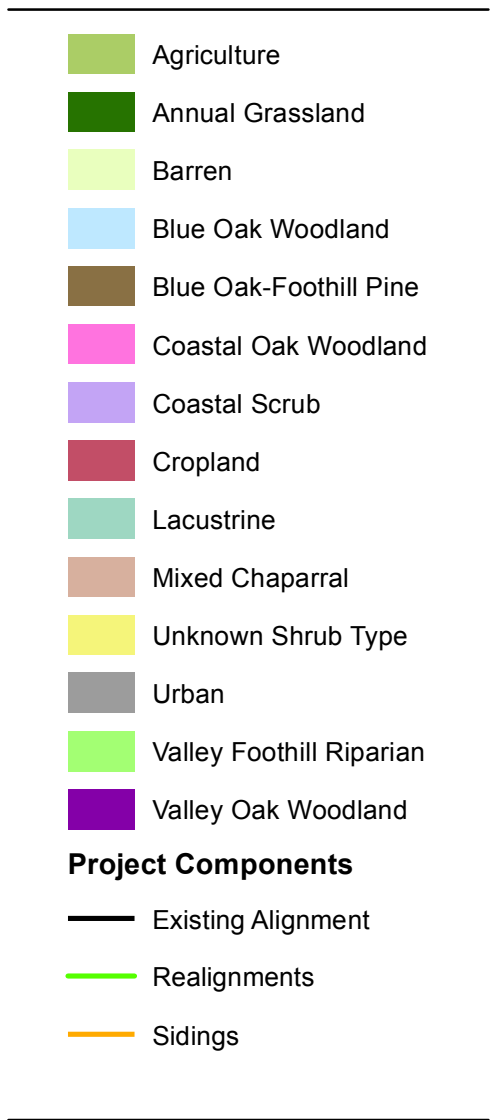 Agriculture
Annual Grassland
Barren
Blue Oak Woodland
Blue Oak-Foothill Pine
Coastal Oak Woodland
Coastal Scrub
Cropland
Lacustrine
Mixed Chaparral
Unknown Shrub Type
Urban
Valley Foothill Riparian
Valley Oak Woodland
Project Components
Existing Alignment
Realignments
Sidings